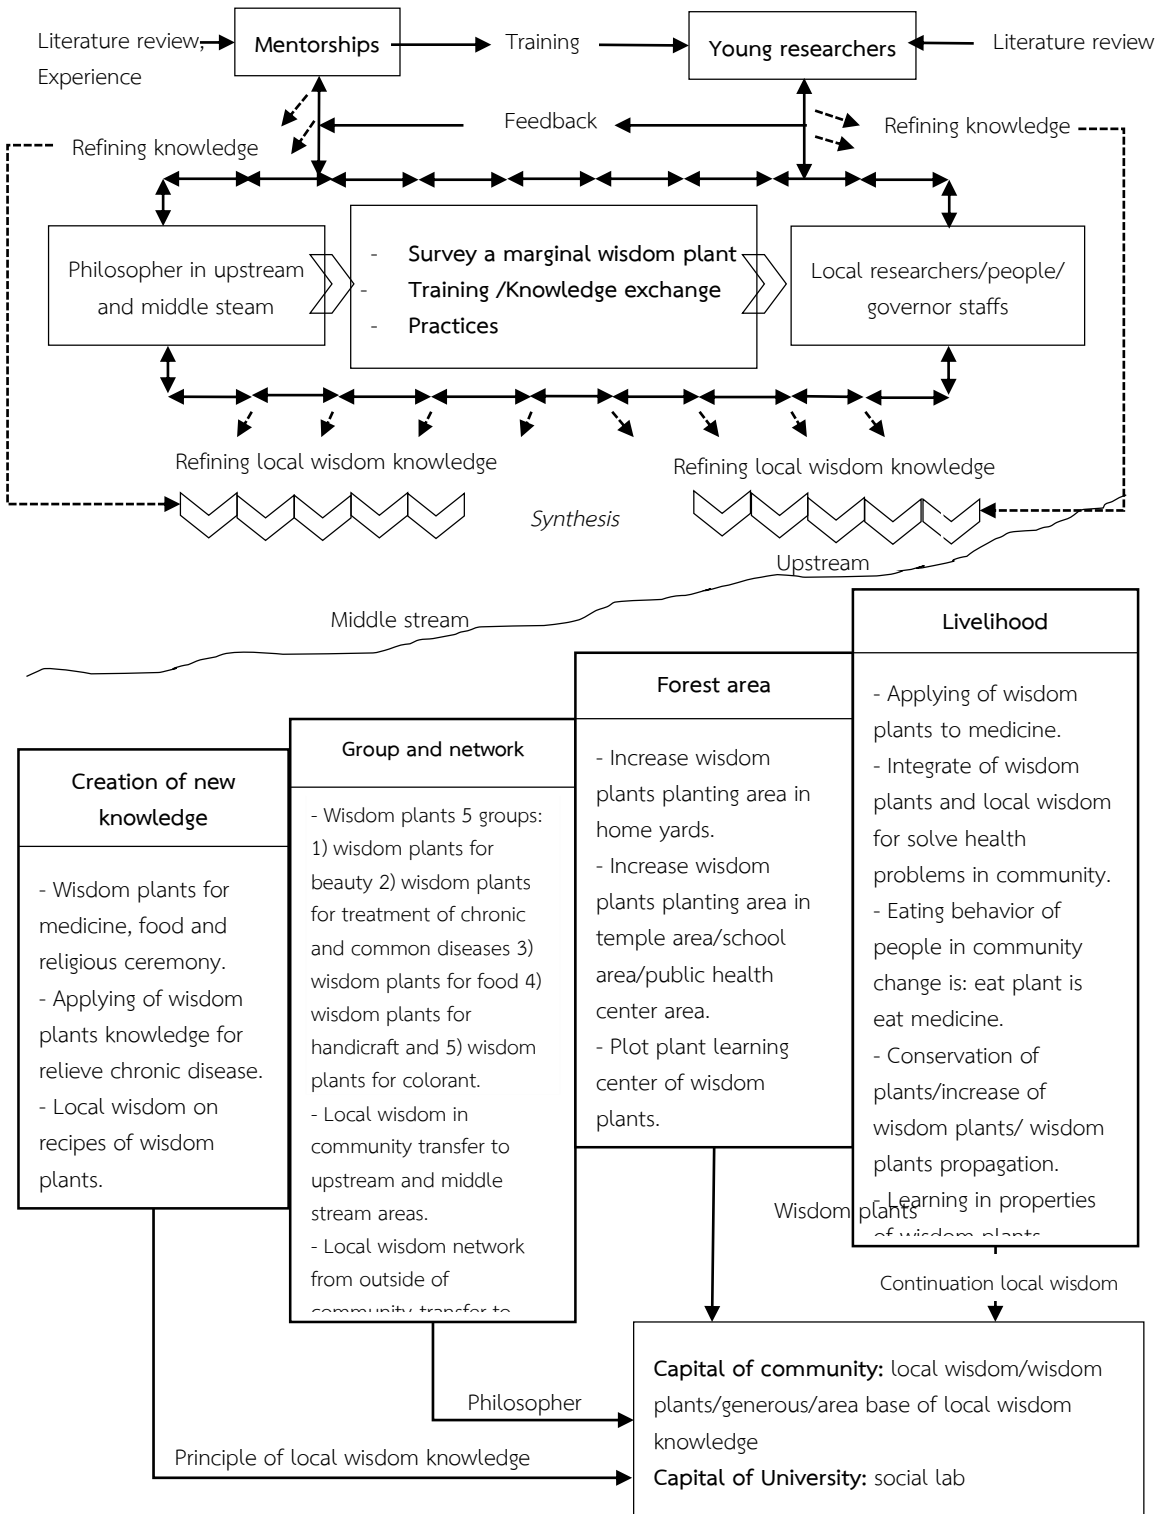 Literature review,
Experience
Mentorships
Training
Young researchers
Literature review
Feedback
Refining knowledge
Refining knowledge
Philosopher in upstream
and middle steam
- Survey a marginal wisdom plant
- Training /Knowledge exchange
- Practices
Local researchers/people/
governor staffs
Refining local wisdom knowledge
Refining local wisdom knowledge
Synthesis
Upstream
Middle stream
Creation of new
knowledge
- Wisdom plants for
medicine, food and
religious ceremony.
- Applying of wisdom
plants knowledge for
relieve chronic disease.
- Local wisdom on
recipes of wisdom
plants.
Group and network
- Wisdom plants 5 groups:
1) wisdom plants for
beauty 2) wisdom plants
for treatment of chronic
and common diseases 3)
wisdom plants for food 4)
wisdom plants for
handicraft and 5) wisdom
plants for colorant.
- Local wisdom in
community transfer to
upstream and middle
stream areas.
- Local wisdom network
from outside of
community transfer to
Forest area
- Increase wisdom
plants planting area in
home yards.
- Increase wisdom
plants planting area in
temple area/school
area/public health
center area.
- Plot plant learning
center of wisdom
plants.
Livelihood
- Applying of wisdom
plants to medicine.
- Integrate of wisdom
plants and local wisdom
for solve health
problems in community.
- Eating behavior of
people in community
change is: eat plant is
eat medicine.
- Conservation of
plants/increase of
wisdom plants/ wisdom
plants propagation.
- Learning in properties
of wisdom plants
Wisdom plants
Continuation local wisdom
Philosopher
Principle of local wisdom knowledge
Capital of community: local wisdom/wisdom
plants/generous/area base of local wisdom
knowledge
Capital of University: social lab